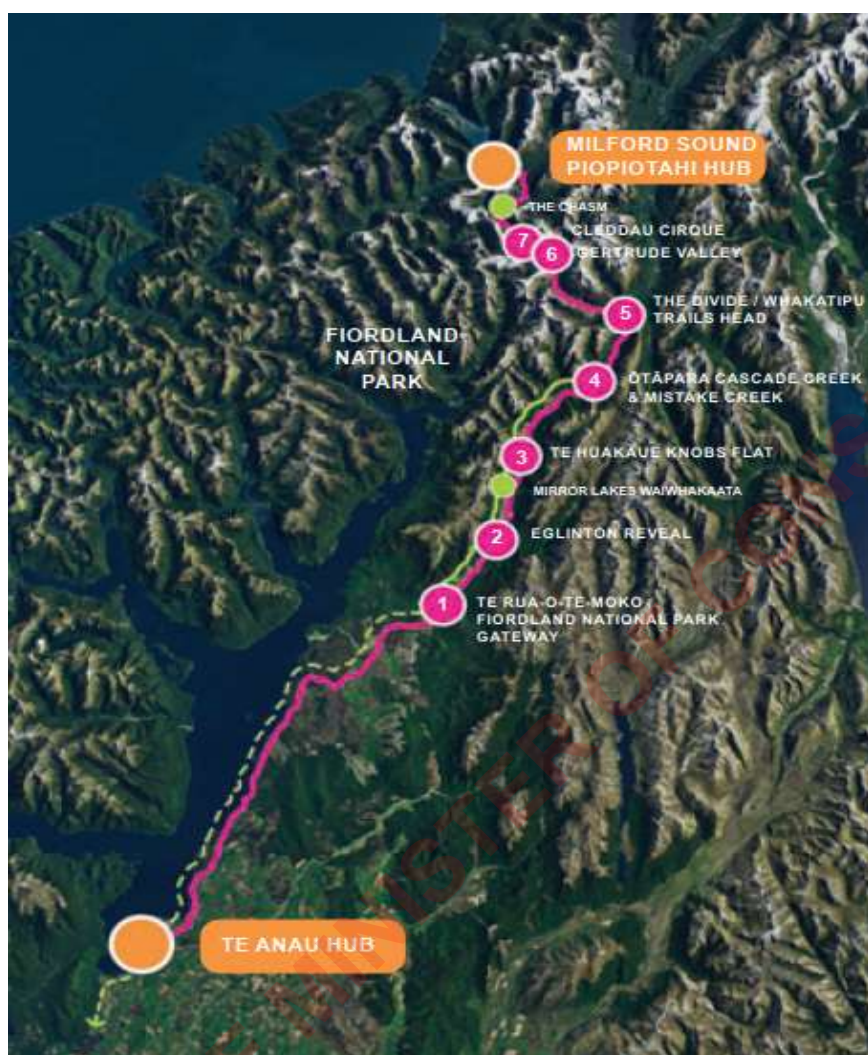 MILFORD SOUND
PIOPIOTAHI HUB
THE CHASM
7
CLEDDAU CIRQUE
6
GERTRUDE VALLEY
5
THE DIVIDE / WHAKATIPU
TRAILS HEAD
FIORDLAND
NATIONAL
PARK
4
ŌTĀPARA CASCADE CREEK
& MISTAKE CREEK
3
TE HUAKAUE KNOBS FLAT
MIRROR LAKES WAIWHAKAATA
2
EGLINTON REVEAL
1
TE RUA-O-TE-MOKO
FIORDLAND NATIONAL PARK
GATEWAY
TE ANAU HUB
MINISTER OF